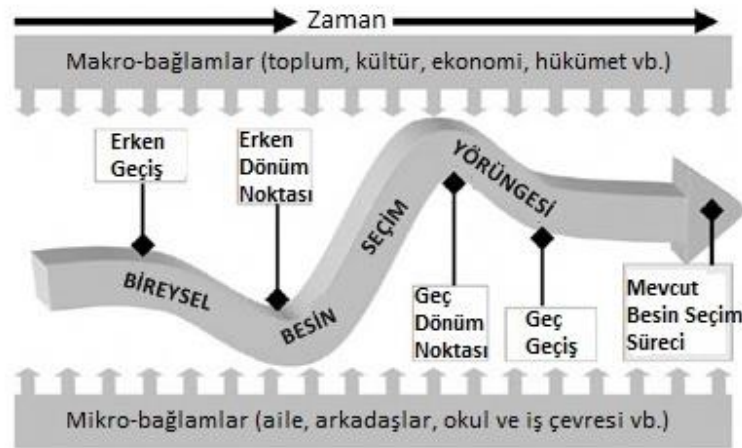 Zaman
Makro-bağlamlar (toplum, kültür, ekonomi, hükümet vb.)
Erken
Geçiş
Erken
Dönüm
Noktası
BİREYSEL
BESİN
SEÇİM
YÖRÜNGESİ
Geç
Dönüm
Noktası
Geç
Geçiş
Mevcut
Besin Seçim
Süreci
Mikro-bağlamlar (aile, arkadaşlar, okul ve iş çevresi vb.)